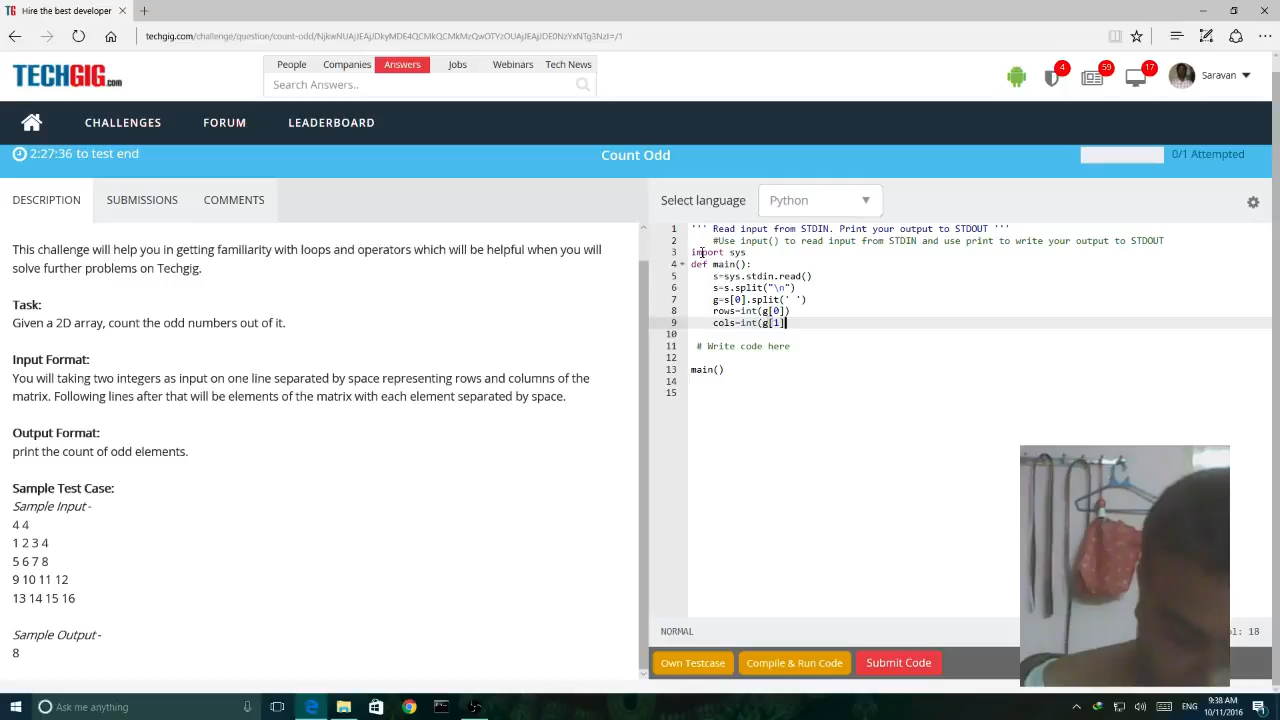 Hire the best developer
techgig.com/challenge/question/count-odd/
TECHGIG.com
People Companies Answers Jobs Webinars Tech News
Search Answers..
4 59 17 Saravan
CHALLENGES FORUM LEADERBOARD
2:27:36 to test end
Count Odd
0/1 Attempted
DESCRIPTION SUBMISSIONS COMMENTS
This challenge will help you in getting familiarity with loops and operators which will be helpful when you will
solve further problems on Techgig.
Task:
Given a 2D array, count the odd numbers out of it.
Input Format:
You will taking two integers as input on one line separated by space representing rows and columns of the
matrix. Following lines after that will be elements of the matrix with each element separated by space.
Output Format:
print the count of odd elements.
Sample Test Case:
Sample Input -
4 4
1 2 3 4
5 6 7 8
9 10 11 12
13 14 15 16
Sample Output -
8
Select language Python
1 ''' Read input from STDIN. Print your output to STDOUT '''
2 #Use input() to read input from STDIN and use print to write your output to STDOUT
3 import sys
4 def main():
5 s=sys.stdin.read()
6 s=s.split("\n")
7 g=s[0].split(' ')
8 rows=int(g[0])
9 cols=int(g[1]
10
11 # Write code here
12
13 main()
14
15
NORMAL
: 18
Own Testcase Compile & Run Code Submit Code
Ask me anything
ENG
9:38 AM
10/11/2016